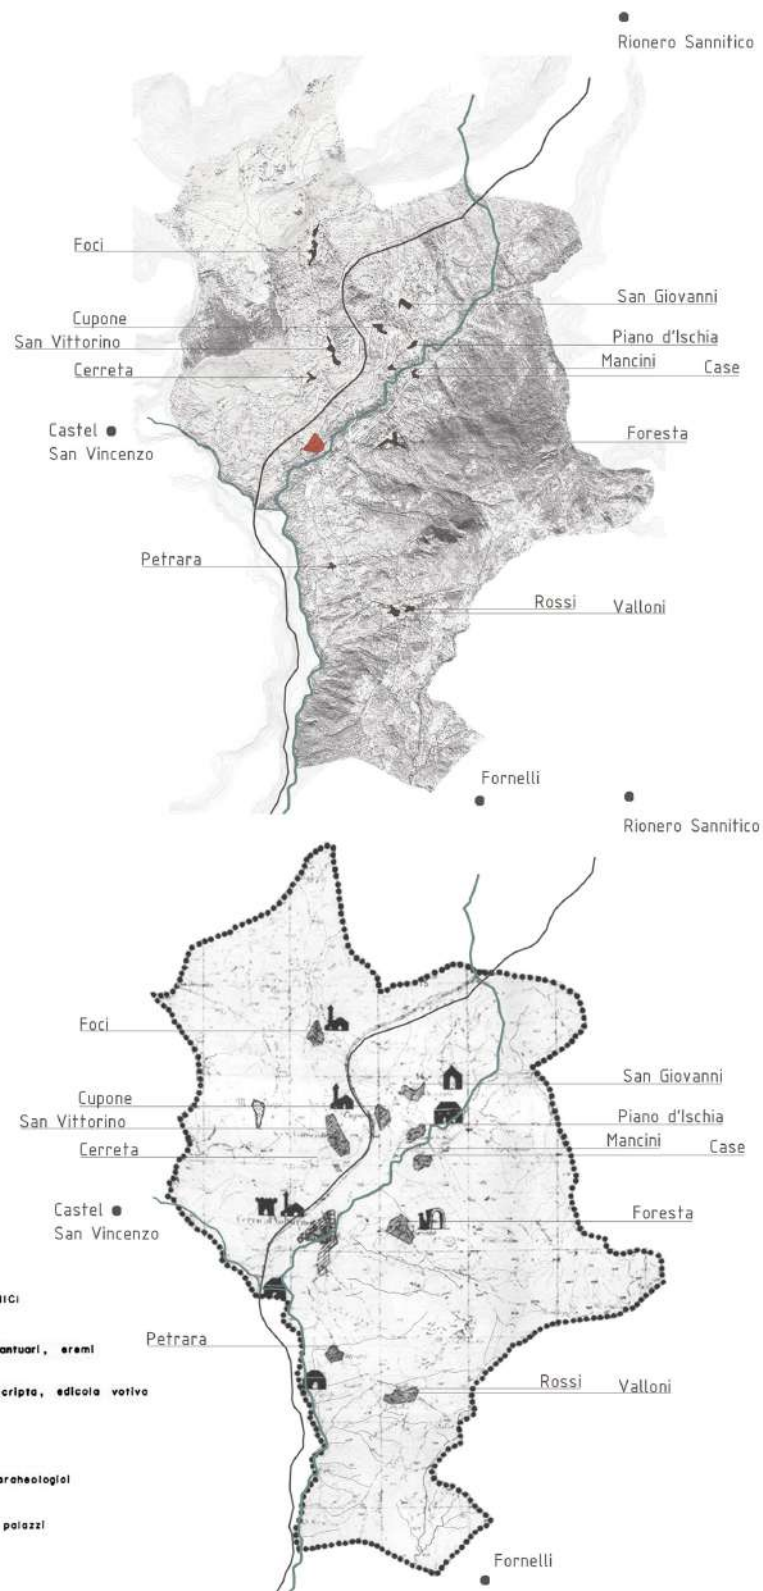 Rionero Sannitico
Foci
San Giovanni
Cupone
San Vittorino
Piano d'Ischia
Mancini
Case
Cerreta
Castel
San Vincenzo
Foresta
Petrara
Rossi
Valloni
Fornelli
Rionero Sannitico
Foci
San Giovanni
Cupone
San Vittorino
Piano d'Ischia
Mancini
Case
Cerreta
Castel
San Vincenzo
Foresta
Petrara
Rossi
Valloni
antuari, eremi
cripta, edicola votiva
archeologici
palazzi
Fornelli